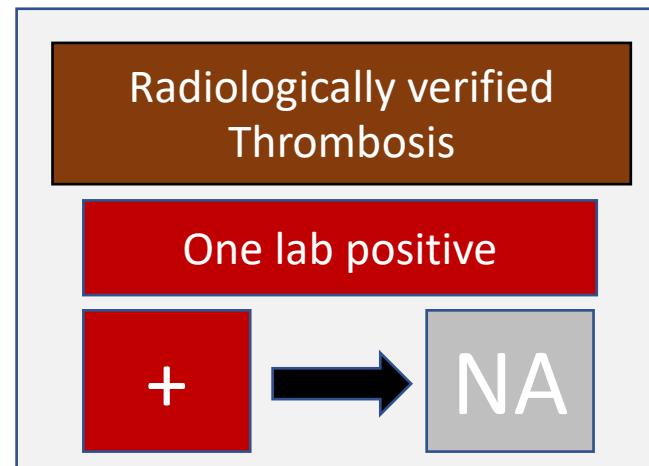 Radiologically verified
Thrombosis
One lab positive
+ NA